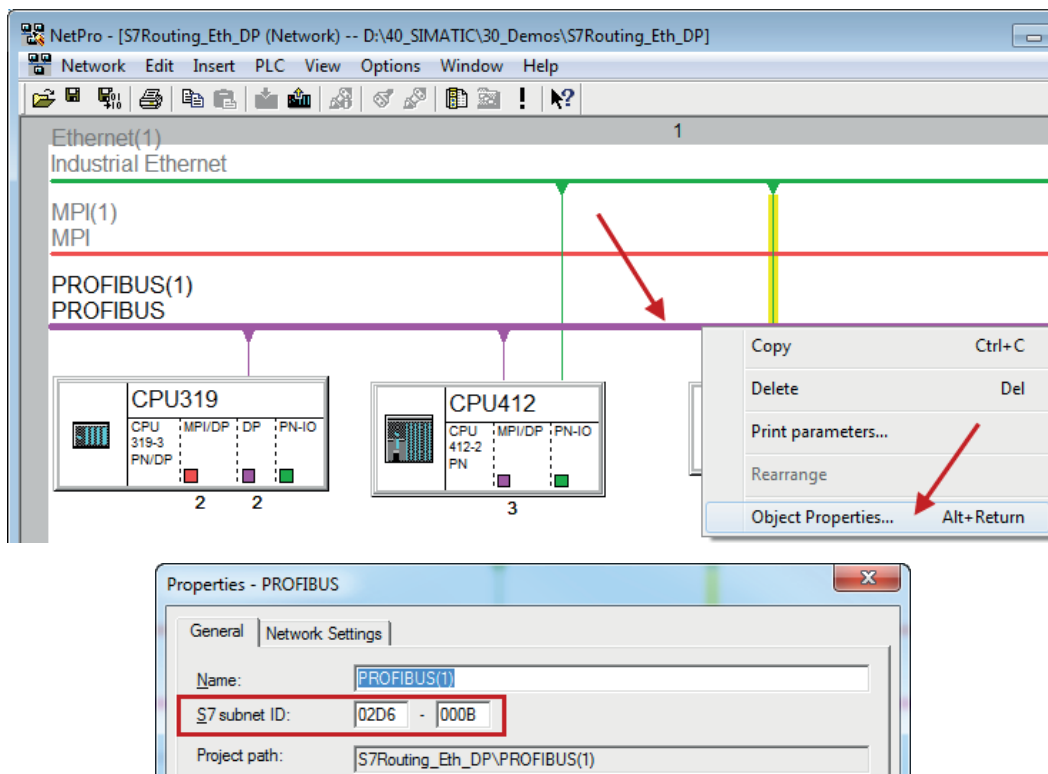 NetPro - [S7Routing_Eth_DP (Network) -- D:\40_SIMATIC\30_Demos\S7Routing_Eth_DP]
Network Edit Insert PLC View Options Window Help
1
Ethernet(1)
Industrial Ethernet
MPI(1)
MPI
PROFIBUS(1)
PROFIBUS
Copy Ctrl+C
Delete Del
Print parameters...
Rearrange
Object Properties... Alt+Return
CPU319
CPU MPI/DP DP PN-IO
319-3
PN/DP
2 2
CPU412
CPU MPI/DP PN-IO
412-2
PN
3
Properties - PROFIBUS
General Network Settings
Name: PROFIBUS(1)
S7 subnet ID: 02D6 - 000B
Project path: S7Routing_Eth_DP\PROFIBUS(1)